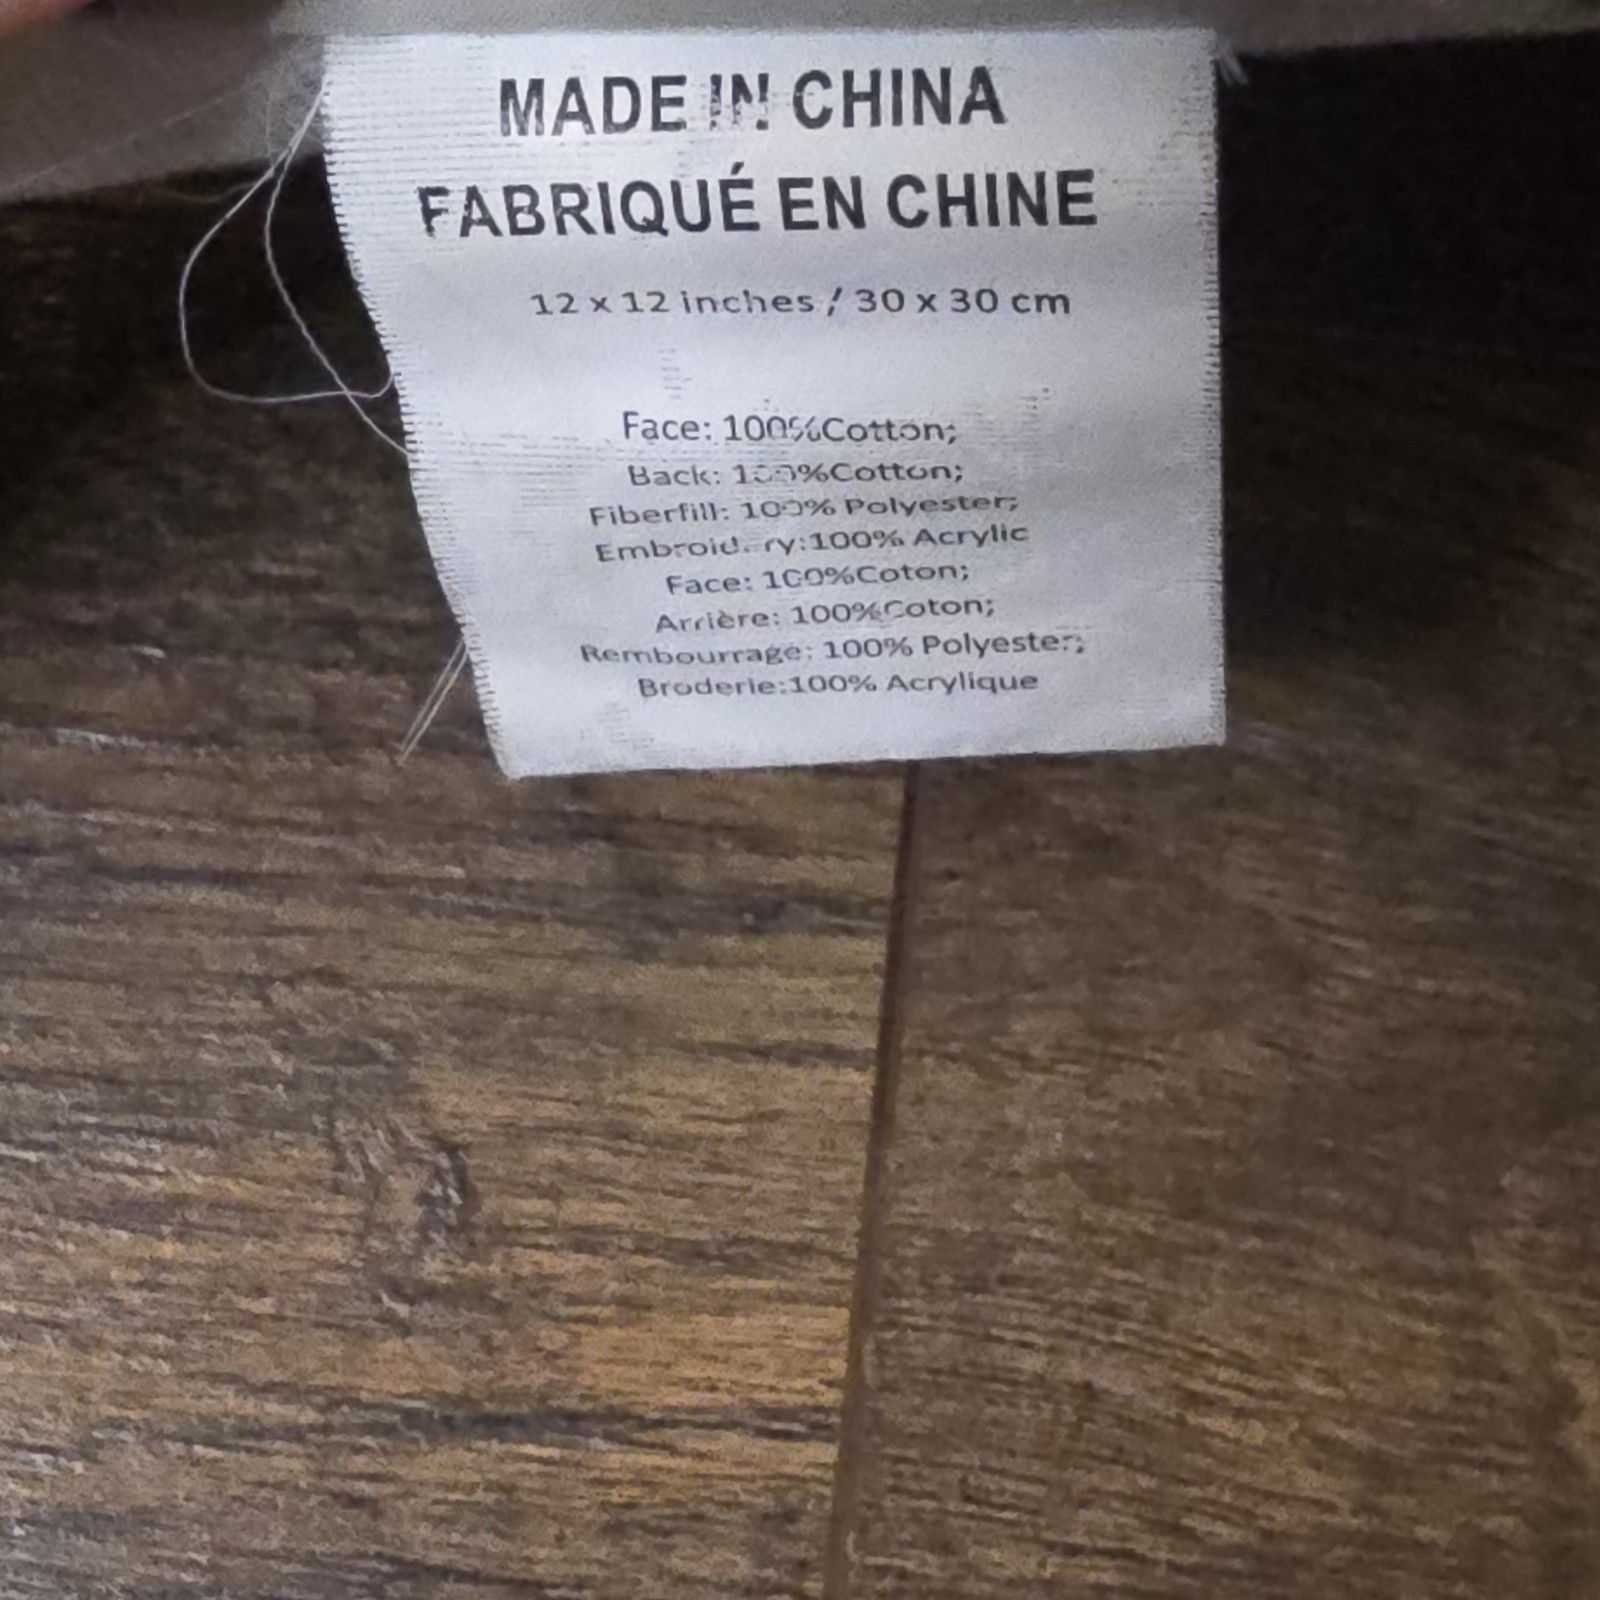 MADE IN CHINA
FABRIQUÉ EN CHINE
12 x 12 inches / 30 x 30 cm
Face: 100%Cotton;
Back: 100%Cotton;
Fiberfill: 100% Polyester;
Embroidery:100% Acrylic
Face: 100%Coton;
Arrière: 100%Coton;
Rembourrage: 100% Polyester;
Broderie:100% Acrylique